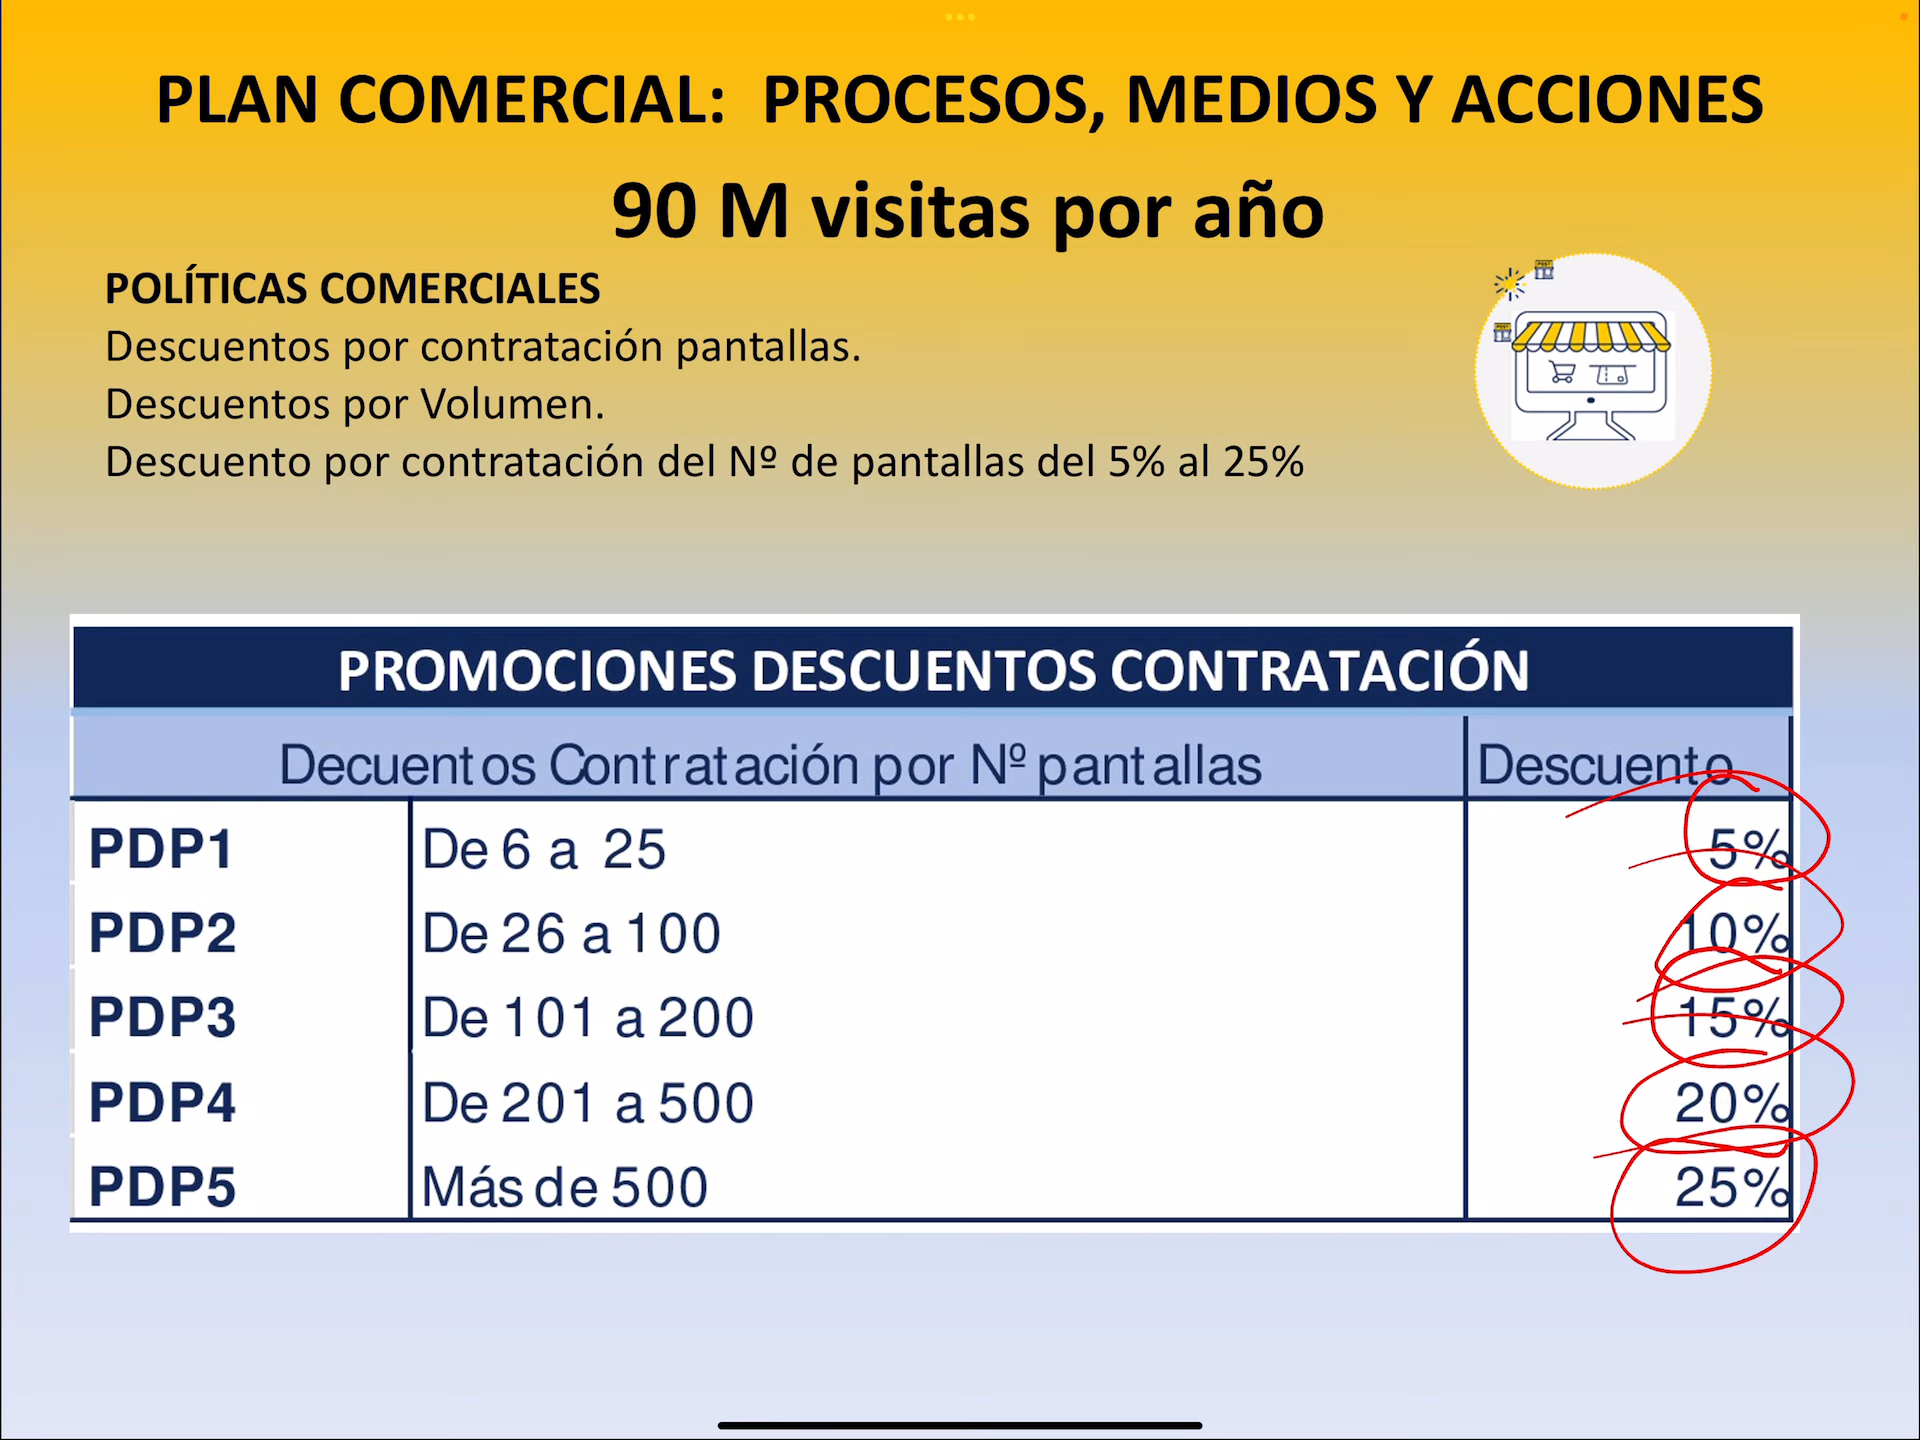 PLAN COMERCIAL: PROCESOS, MEDIOS Y ACCIONES
90 M visitas por año
POLÍTICAS COMERCIALES
Descuentos por contratación pantallas.
Descuentos por Volumen.
Descuento por contratación del Nº de pantallas del 5% al 25%
POST
POST
PROMOCIONES DESCUENTOS CONTRATACIÓN
Decuentos Contratación por Nº pantallas Descuento
PDP1 De 6 a 25 5%
PDP2 De 26 a 100 10%
PDP3 De 101 a 200 15%
PDP4 De 201 a 500 20%
PDP5 Más de 500 25%